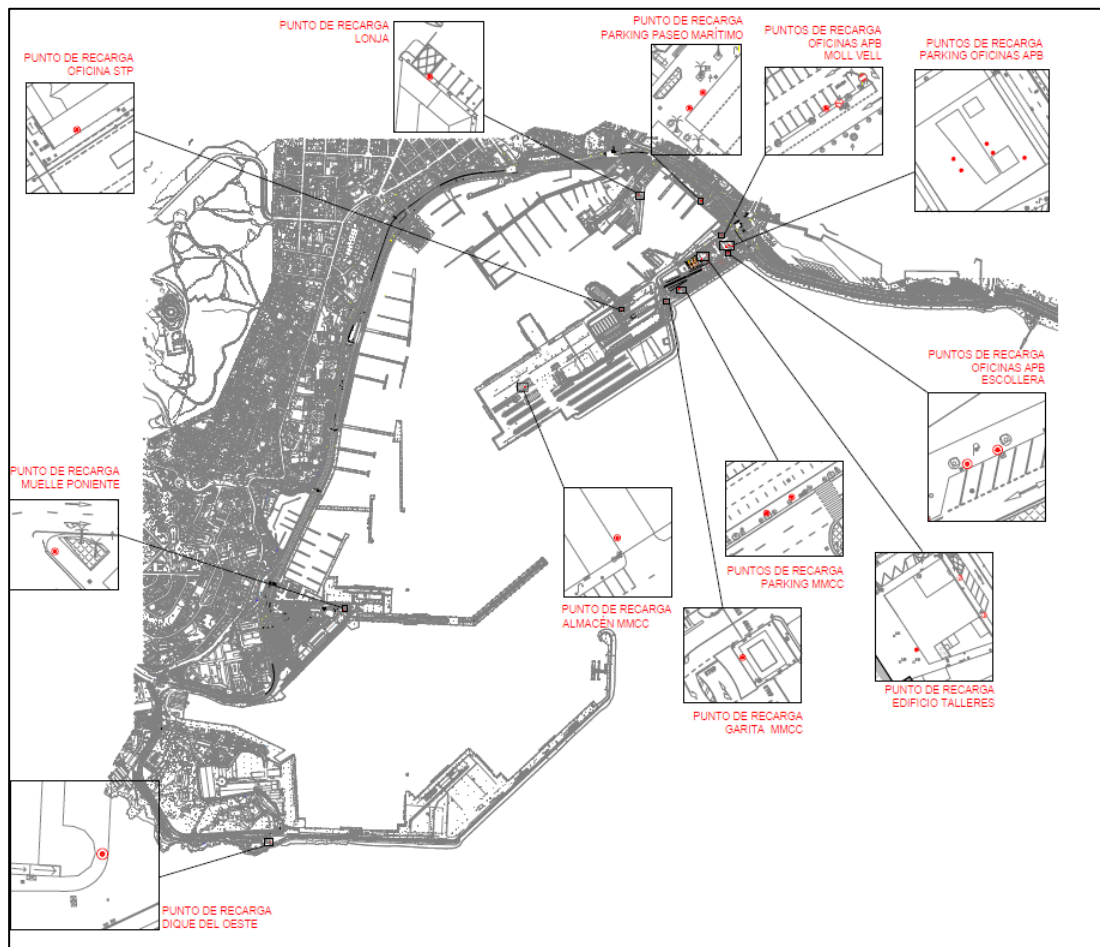 PUNTO DE RECARGA
LONJA
PUNTO DE RECARGA
PARKING PASEO MARÍTIMO
PUNTOS DE RECARGA
OFICINAS APB
MOLL VELL
PUNTOS DE RECARGA
PARKING OFICINAS APB
PUNTO DE RECARGA
OFICINA STP
PUNTOS DE RECARGA
OFICINAS APB
ESCOLLERA
PUNTO DE RECARGA
MUELLE PONIENTE
PUNTOS DE RECARGA
PARKING MMCC
PUNTO DE RECARGA
ALMACÉN MMCC
PUNTO DE RECARGA
EDIFICIO TALLERES
PUNTO DE RECARGA
GARITA MMCC
PUNTO DE RECARGA
DIQUE DEL OESTE